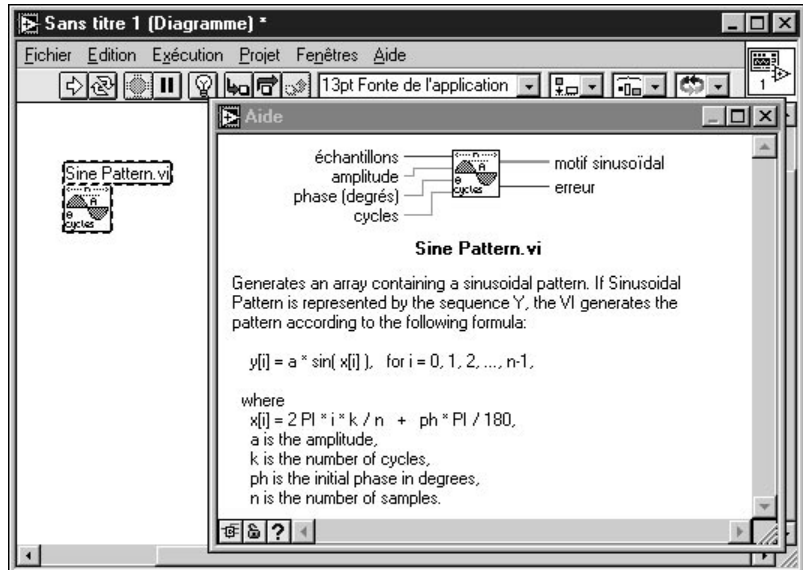 Sans titre 1 (Diagramme) *
Fichier Edition Exécution Projet Fenêtres Aide
13pt Fonte de l'application
1
Aide
Sine Pattern.vi
n
A
θ
cycles
échantillons
amplitude
phase (degrés)
cycles
n
A
θ
cycles
motif sinusoïdal
erreur
Sine Pattern.vi
Generates an array containing a sinusoidal pattern. If Sinusoidal
Pattern is represented by the sequence Y, the VI generates the
pattern according to the following formula:
y[i] = a * sin( x[i] ), for i = 0, 1, 2, ..., n-1,
where
x[i] = 2 PI * i * k / n + ph * PI / 180,
a is the amplitude,
k is the number of cycles,
ph is the initial phase in degrees,
n is the number of samples.
?